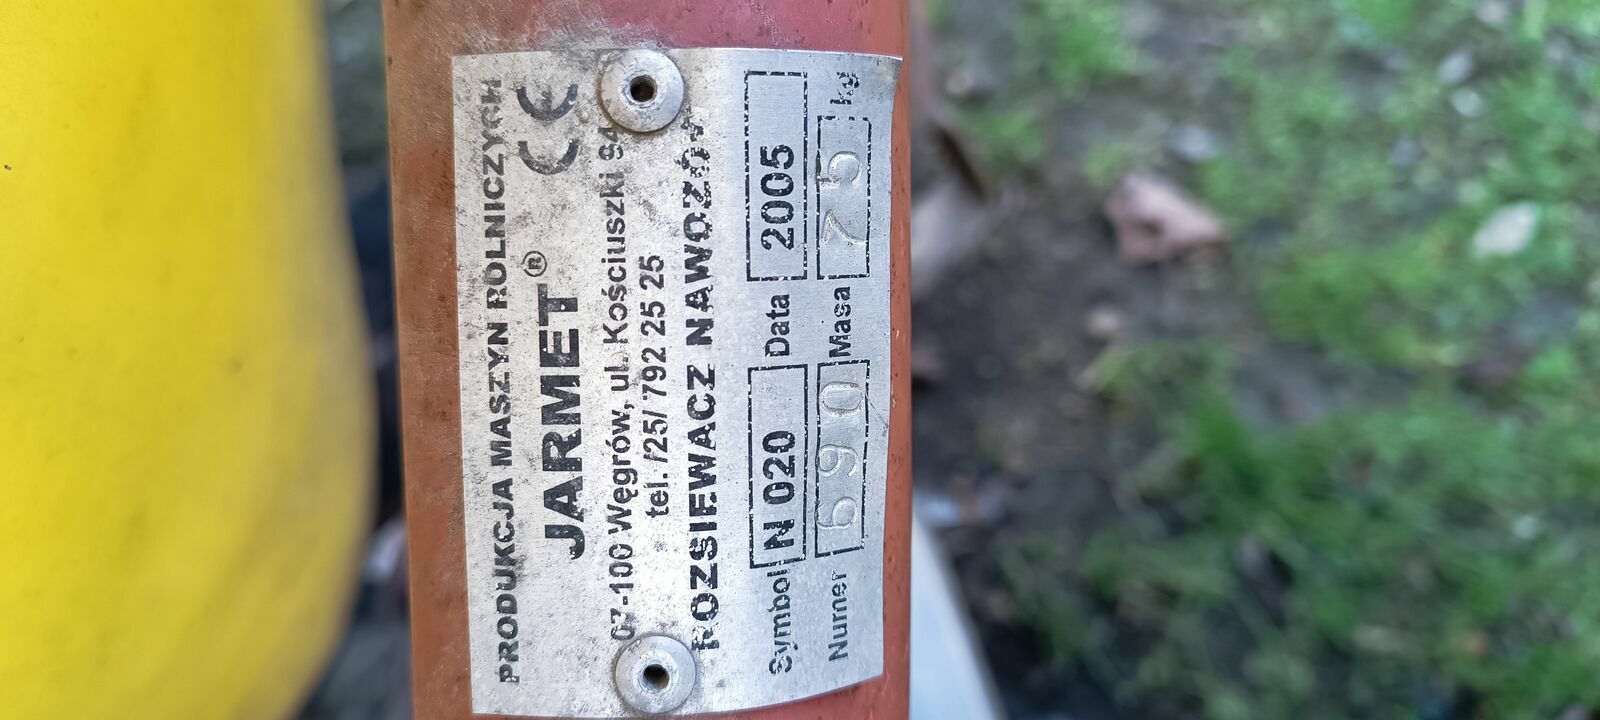 PRODUKCJA MASZYN ROLNICZYCH
JARMET® CE
07-100 Węgrów, ul. Kościuszki 94
tel. /25/ 792 25 25
ROZSIEWACZ NAWOZÓW
Symbol N 020 Data 2005
Numer 690 Masa 75 kg